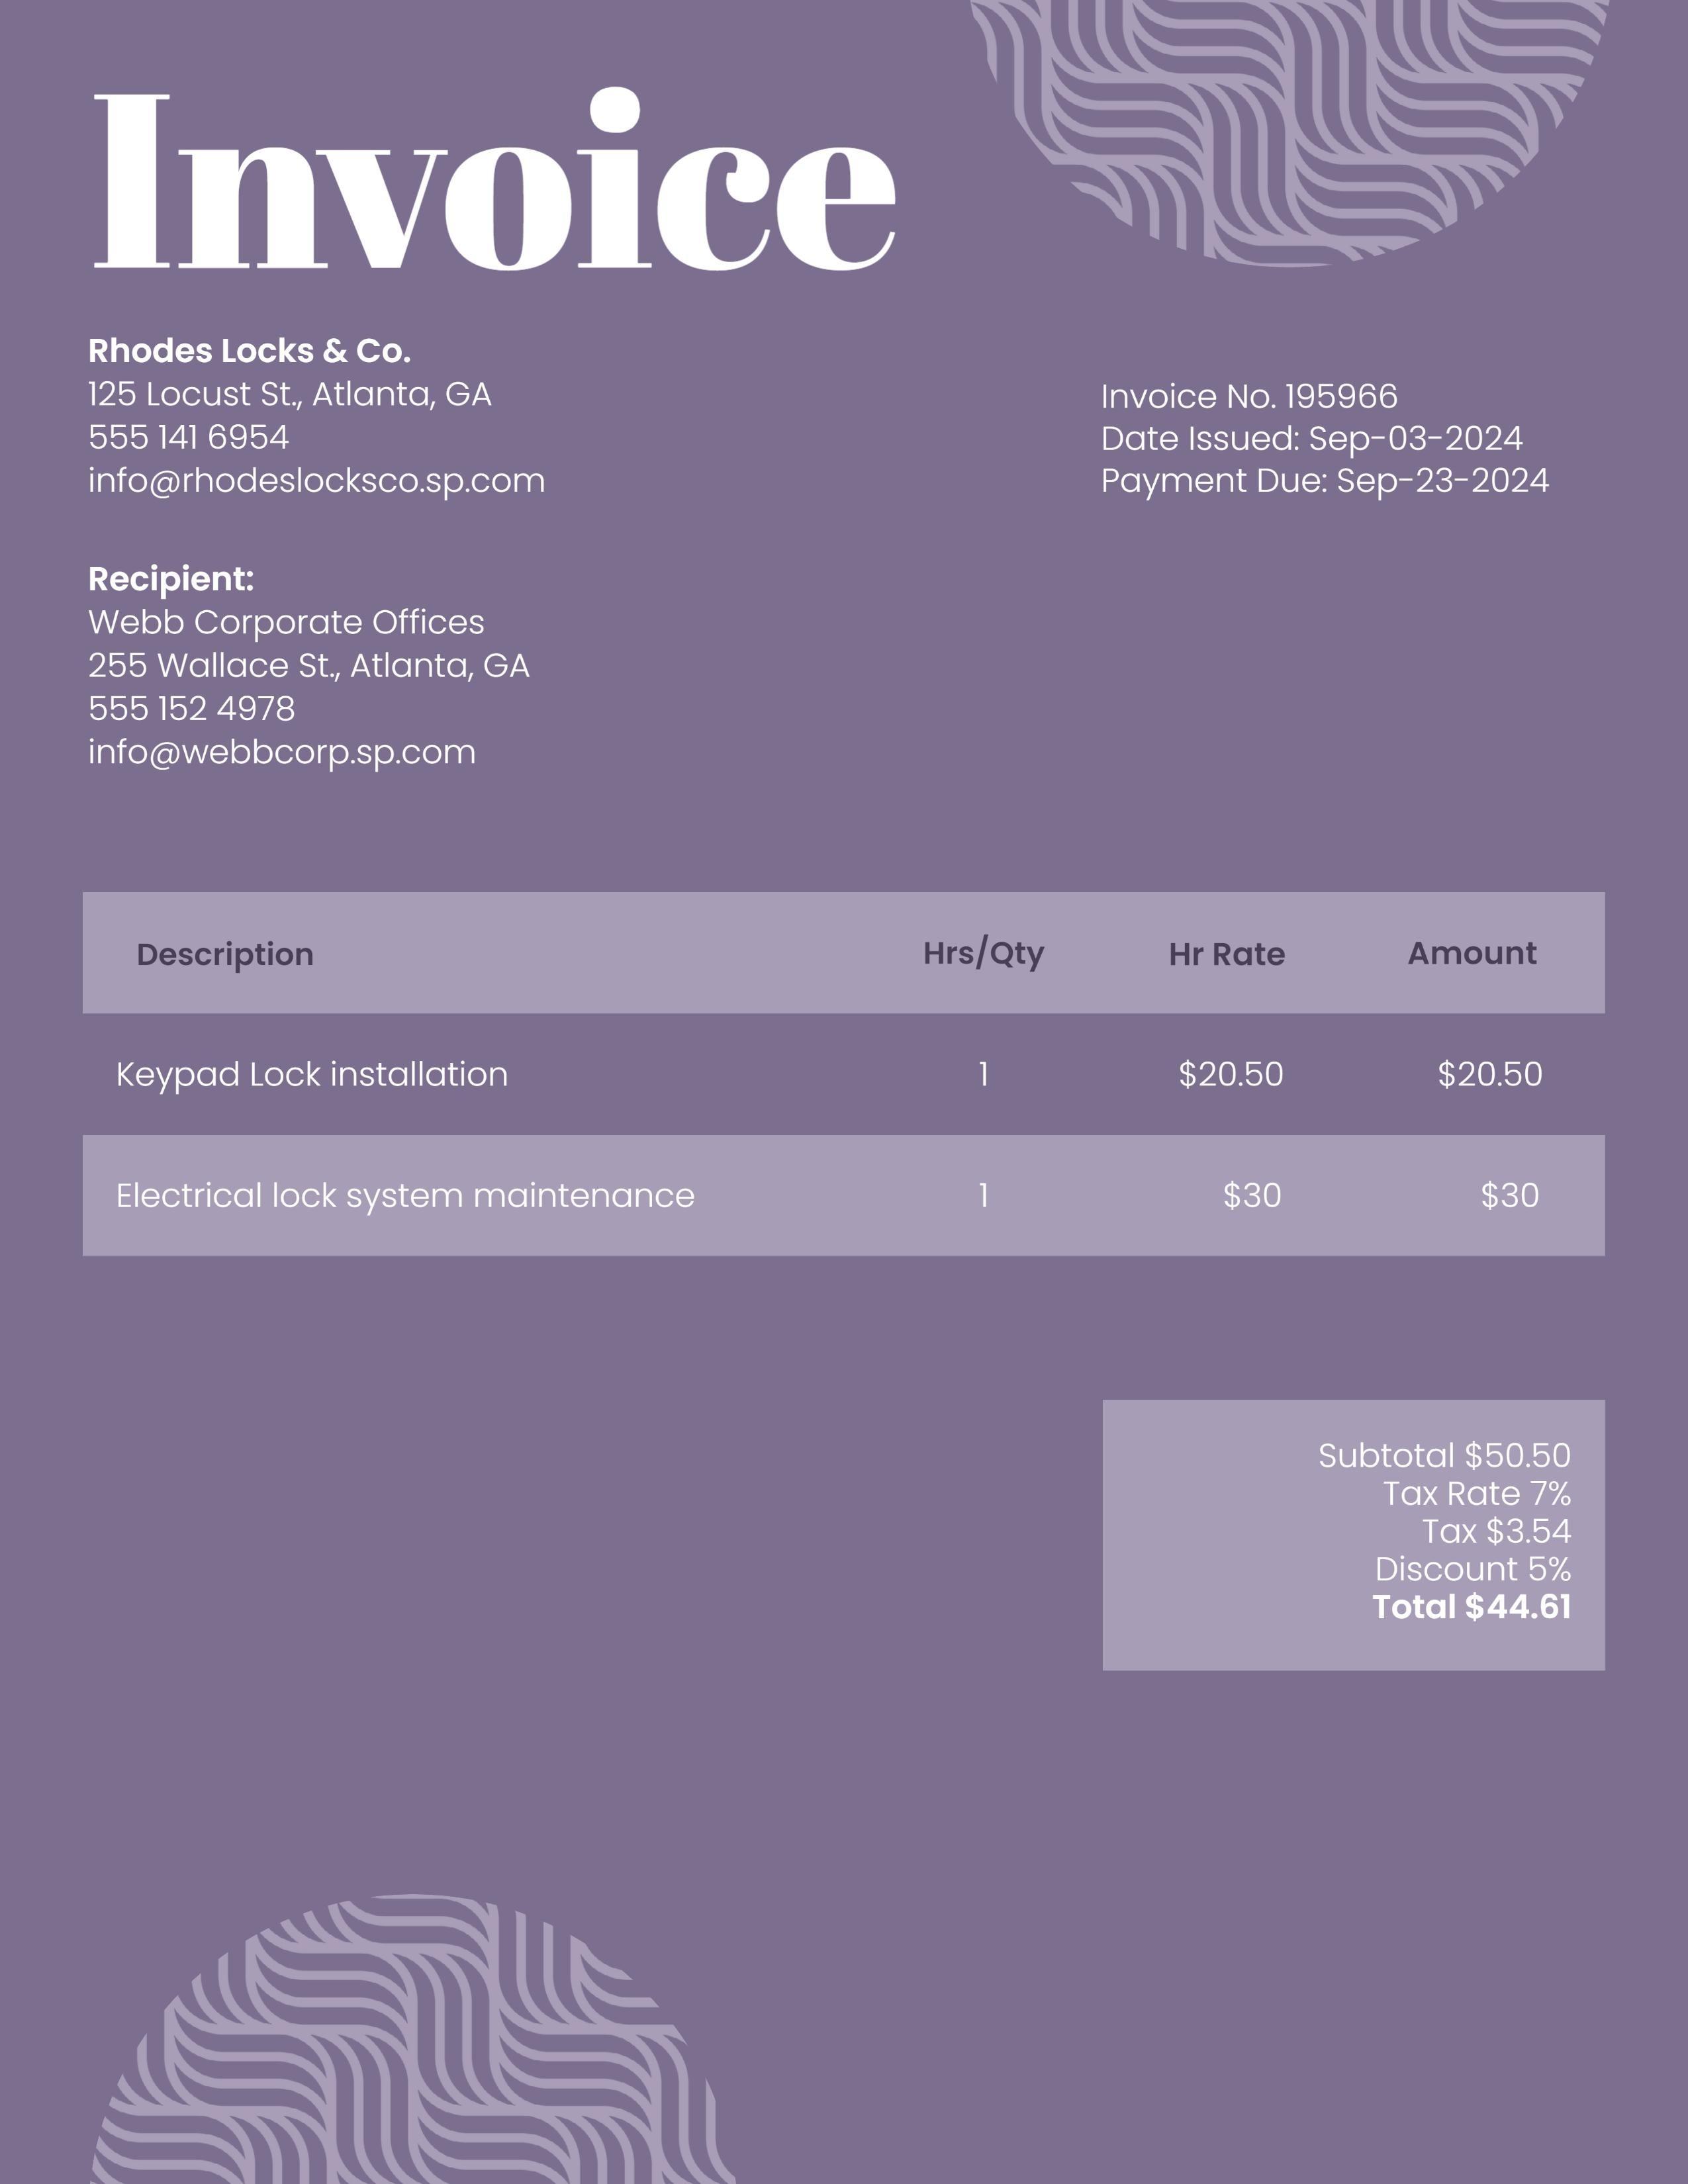 Invoice
Rhodes Locks & Co.
125 Locust St., Atlanta, GA
555 141 6954
info@rhodeslocksco.sp.com
Invoice No. 195966
Date Issued: Sep-03-2024
Payment Due: Sep-23-2024
Recipient:
Webb Corporate Offices
255 Wallace St., Atlanta, GA
555 152 4978
info@webbcorp.sp.com
Description Hrs/Qty Hr Rate Amount
Keypad Lock installation 1 $20.50 $20.50
Electrical lock system maintenance 1 $30 $30
Subtotal $50.50
Tax Rate 7%
Tax $3.54
Discount 5%
Total $44.61